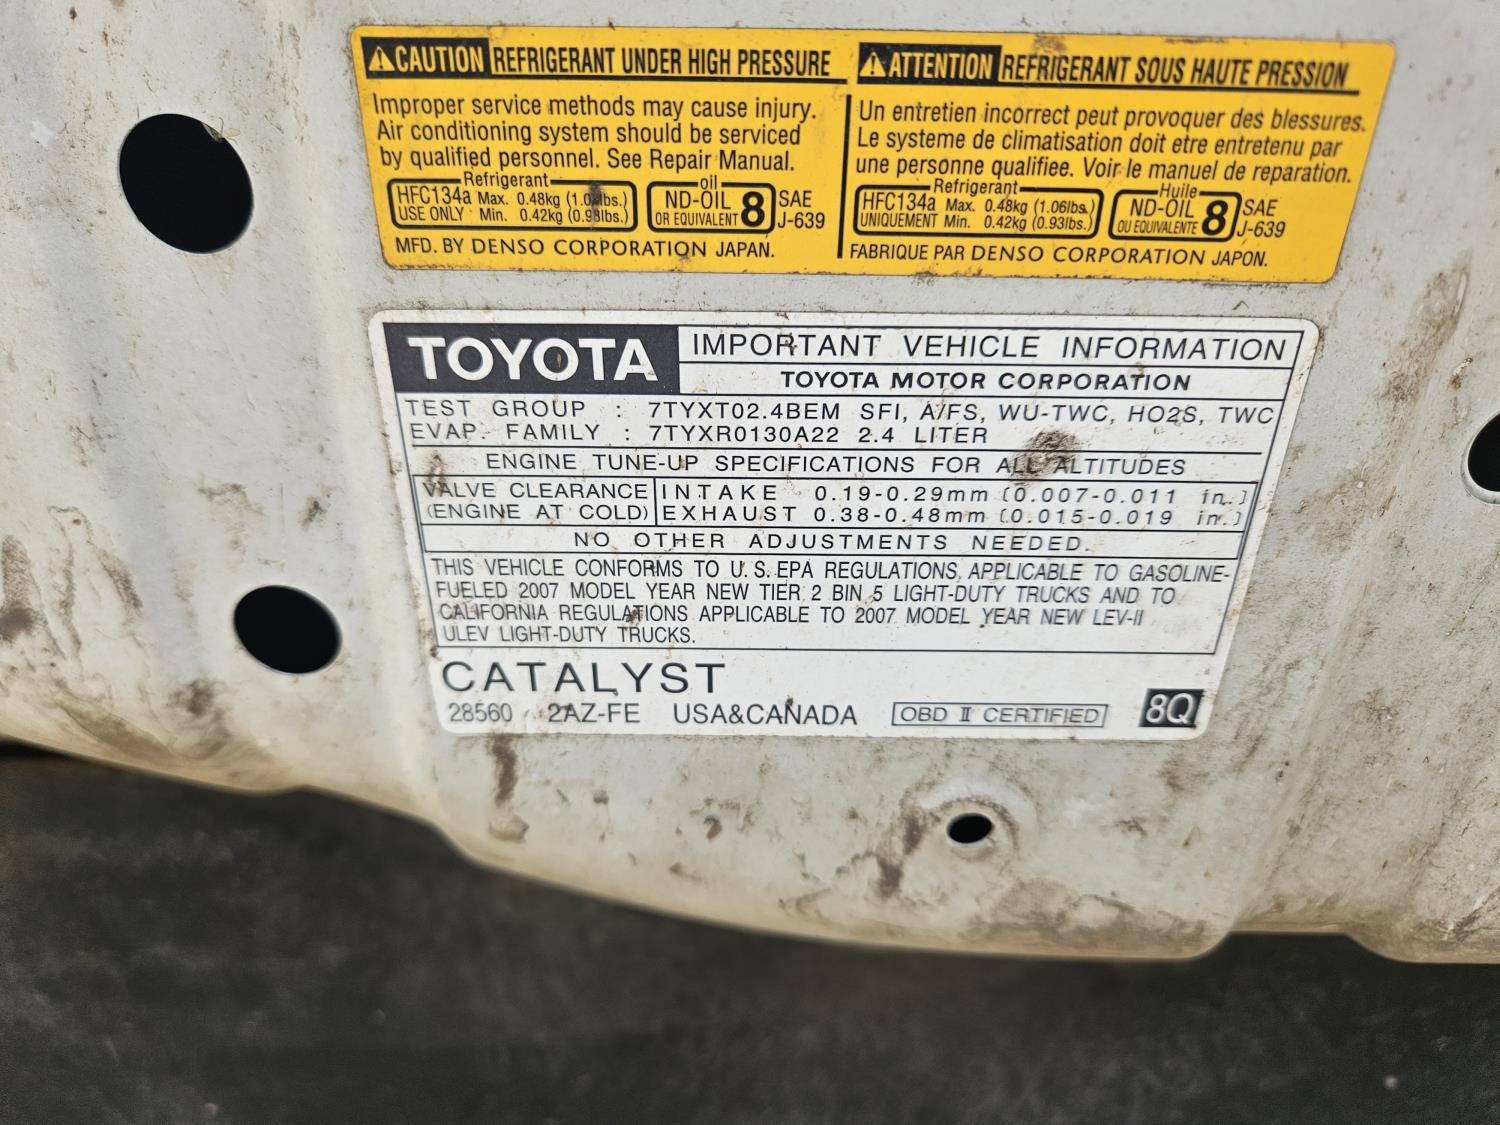 CAUTION REFRIGERANT UNDER HIGH PRESSURE
Improper service methods may cause injury.
Air conditioning system should be serviced
by qualified personnel. See Repair Manual.
Refrigerant
HFC134a Max. 0.48kg (1.06lbs.)
USE ONLY Min. 0.42kg (0.93lbs.)
oil
ND-OIL 8
OR EQUIVALENT
SAE
J-639
MFD. BY DENSO CORPORATION JAPAN.
ATTENTION REFRIGERANT SOUS HAUTE PRESSION
Un entretien incorrect peut provoquer des blessures.
Le systeme de climatisation doit etre entretenu par
une personne qualifiee. Voir le manuel de reparation.
Refrigerant
HFC134a Max. 0.48kg (1.06lbs.)
UNIQUEMENT Min. 0.42kg (0.93lbs.)
Huile
ND-OIL 8
OU EQUIVALENTE
SAE
J-639
FABRIQUE PAR DENSO CORPORATION JAPON.
TOYOTA IMPORTANT VEHICLE INFORMATION
TOYOTA MOTOR CORPORATION
TEST GROUP : 7TYXT02.4BEM SFI, A/FS, WU-TWC, HO2S, TWC
EVAP. FAMILY : 7TYXR0130A22 2.4 LITER
ENGINE TUNE-UP SPECIFICATIONS FOR ALL ALTITUDES
VALVE CLEARANCE INTAKE 0.19-0.29mm (0.007-0.011 in.)
(ENGINE AT COLD) EXHAUST 0.38-0.48mm (0.015-0.019 in.)
NO OTHER ADJUSTMENTS NEEDED.
THIS VEHICLE CONFORMS TO U.S.EPA REGULATIONS APPLICABLE TO GASOLINE-
FUELED 2007 MODEL YEAR NEW TIER 2 BIN 5 LIGHT-DUTY TRUCKS AND TO
CALIFORNIA REGULATIONS APPLICABLE TO 2007 MODEL YEAR NEW LEV-II
ULEV LIGHT-DUTY TRUCKS.
CATALYST
28560 2AZ-FE USA&CANADA OBD II CERTIFIED 8Q